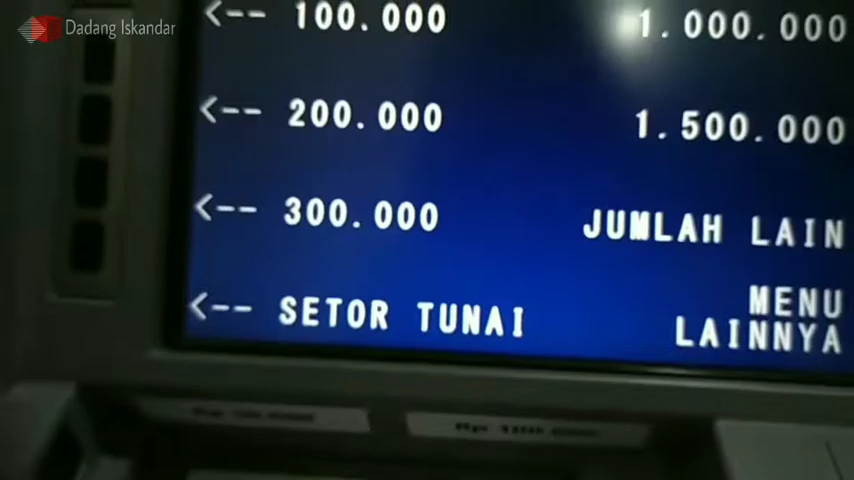 Dadang Iskandar
<-- 100.000 1.000.000
<-- 200.000 1.500.000
<-- 300.000 JUMLAH LAIN
<-- SETOR TUNAI MENU
LAINNYA